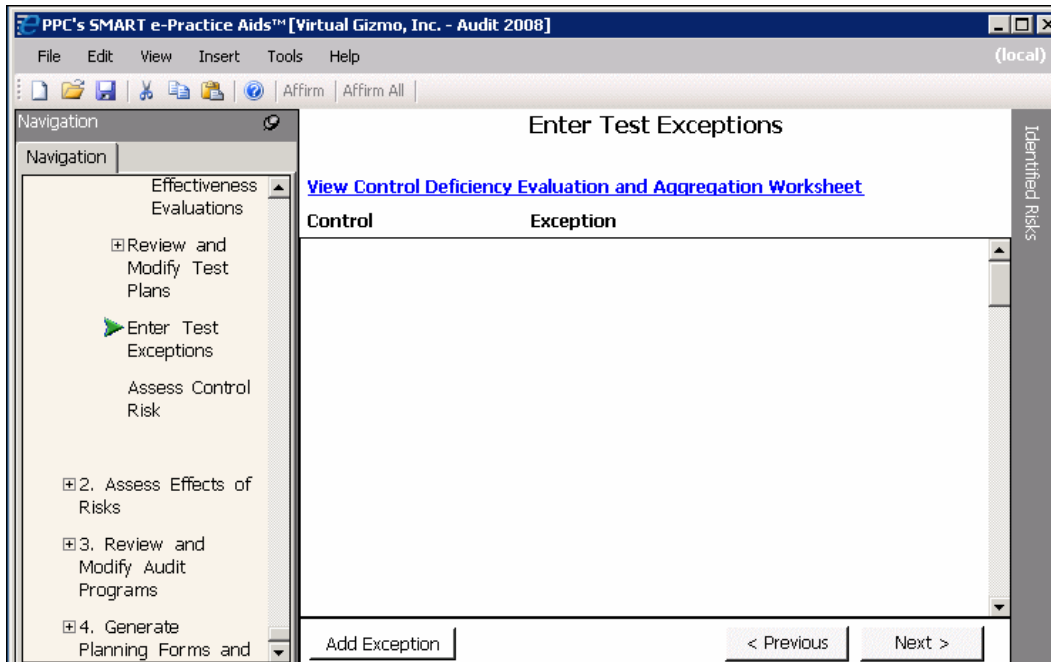 PPC's SMART e-Practice Aids™ [Virtual Gizmo, Inc. - Audit 2008]
File Edit View Insert Tools Help (local)
Affirm Affirm All
Navigation
Navigation
Effectiveness
Evaluations
Review and
Modify Test
Plans
Enter Test
Exceptions
Assess Control
Risk
2. Assess Effects of
Risks
3. Review and
Modify Audit
Programs
4. Generate
Planning Forms and
Enter Test Exceptions
View Control Deficiency Evaluation and Aggregation Worksheet
Control Exception
Add Exception < Previous Next >
Identified Risks